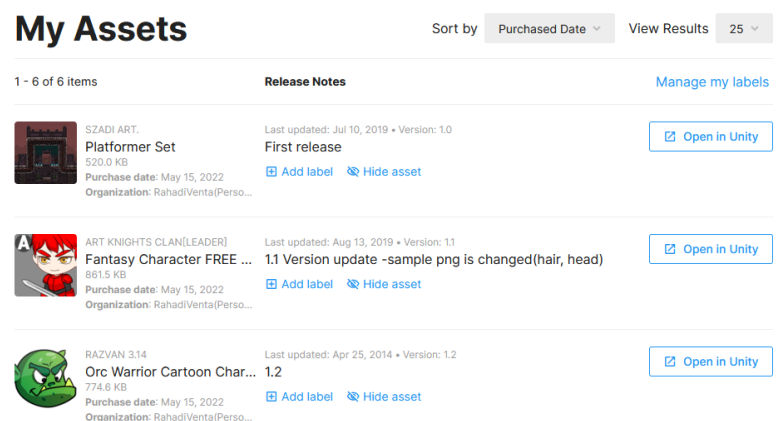 My Assets
Sort by Purchased Date View Results 25
1 - 6 of 6 items Release Notes Manage my labels
SZADI ART.
Platformer Set
520.0 KB
Purchase date: May 15, 2022
Organization: RahadiVenta(Perso...
Last updated: Jul 10, 2019 • Version: 1.0
First release
Add label Hide asset
Open in Unity
A
ART KNIGHTS CLAN[LEADER]
Fantasy Character FREE ...
861.5 KB
Purchase date: May 15, 2022
Organization: RahadiVenta(Perso...
Last updated: Aug 13, 2019 • Version: 1.1
1.1 Version update -sample png is changed(hair, head)
Add label Hide asset
Open in Unity
RAZVAN 3.14
Orc Warrior Cartoon Char...
774.6 KB
Purchase date: May 15, 2022
Organization: RahadiVenta(Perso...
Last updated: Apr 25, 2014 • Version: 1.2
1.2
Add label Hide asset
Open in Unity